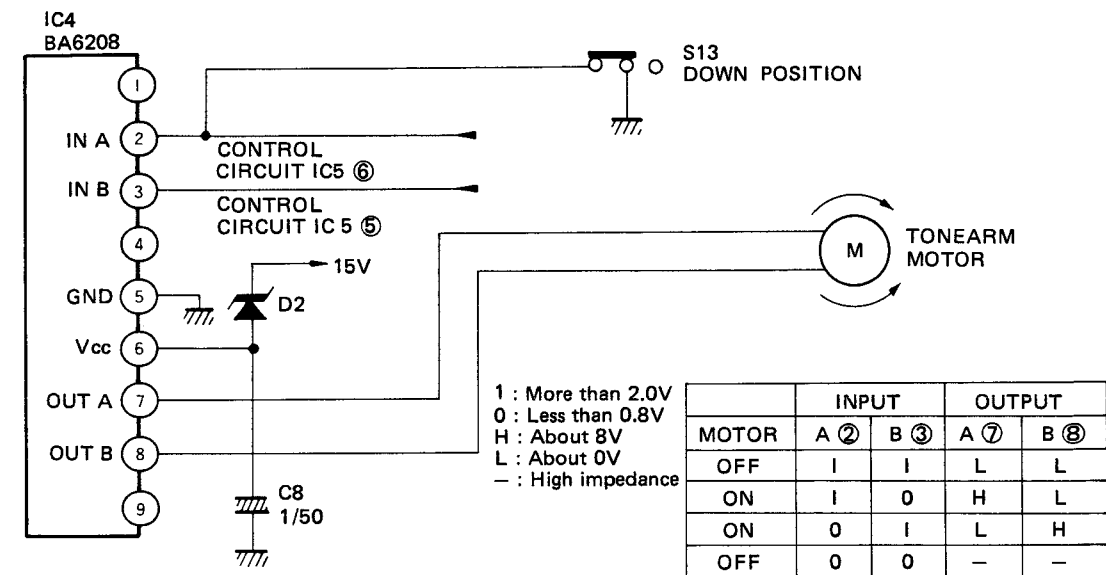 IC4
BA6208
1
IN A 2
IN B 3
4
GND 5
Vcc 6
OUT A 7
OUT B 8
9
CONTROL
CIRCUIT IC5 ⑥
CONTROL
CIRCUIT IC 5 ⑤
S13
DOWN POSITION
15V
D2
C8
1/50
M
TONEARM
MOTOR
1 : More than 2.0V
0 : Less than 0.8V
H : About 8V
L : About 0V
– : High impedance
INPUT OUTPUT
MOTOR A ② B ③ A ⑦ B ⑧
OFF I I L L
ON I 0 H L
ON 0 I L H
OFF 0 0 – –